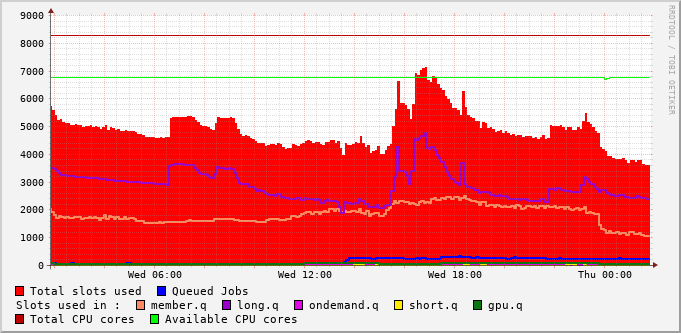 9000
8000
7000
6000
5000
4000
3000
2000
1000
0
Wed 06:00 Wed 12:00 Wed 18:00 Thu 00:00
RRDTOOL / TOBI OETIKER
Total slots used Queued Jobs
Slots used in : member.q long.q ondemand.q short.q gpu.q
Total CPU cores Available CPU cores